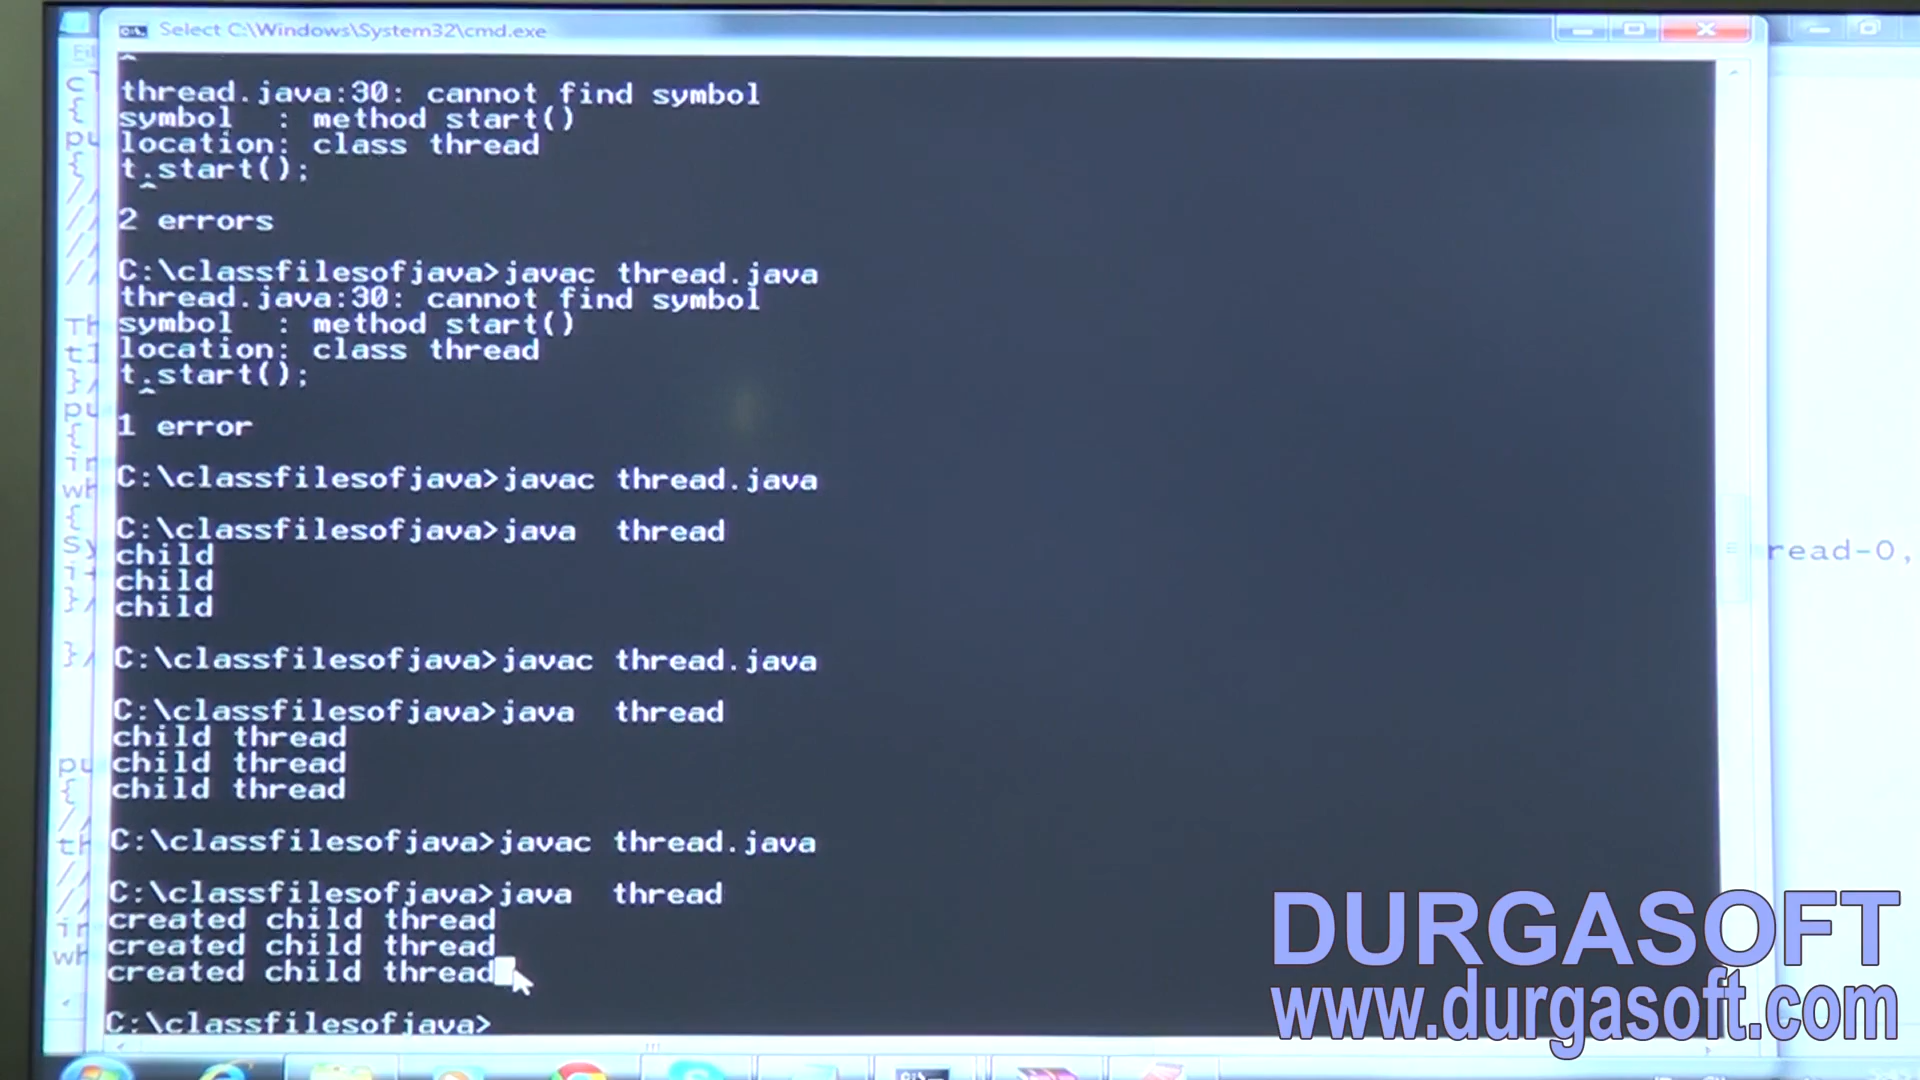 Select C:\Windows\System32\cmd.exe
^
thread.java:30: cannot find symbol
symbol  : method start()
location: class thread
t.start();
^
2 errors
C:\classfilesofjava>javac  thread.java
thread.java:30: cannot find symbol
symbol  : method start()
location: class thread
t.start();
^
1 error
C:\classfilesofjava>javac  thread.java
C:\classfilesofjava>java  thread
child
child
child
C:\classfilesofjava>javac  thread.java
C:\classfilesofjava>java  thread
child thread
child thread
child thread
C:\classfilesofjava>javac  thread.java
C:\classfilesofjava>java  thread
created child thread
created child thread
created child thread
C:\classfilesofjava>
read-0,
DURGASOFT
www.durgasoft.com